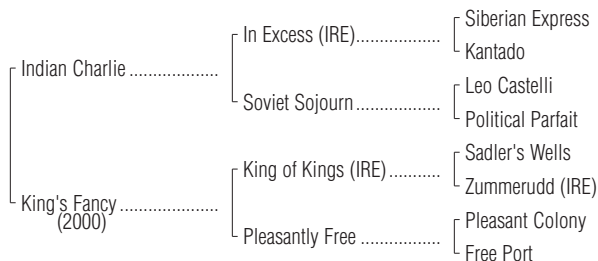 Siberian Express
In Excess (IRE)
Kantado
Indian Charlie
Leo Castelli
Soviet Sojourn
Political Parfait
Sadler's Wells
King of Kings (IRE)
Zummerudd (IRE)
King's Fancy
(2000)
Pleasant Colony
Pleasantly Free
Free Port